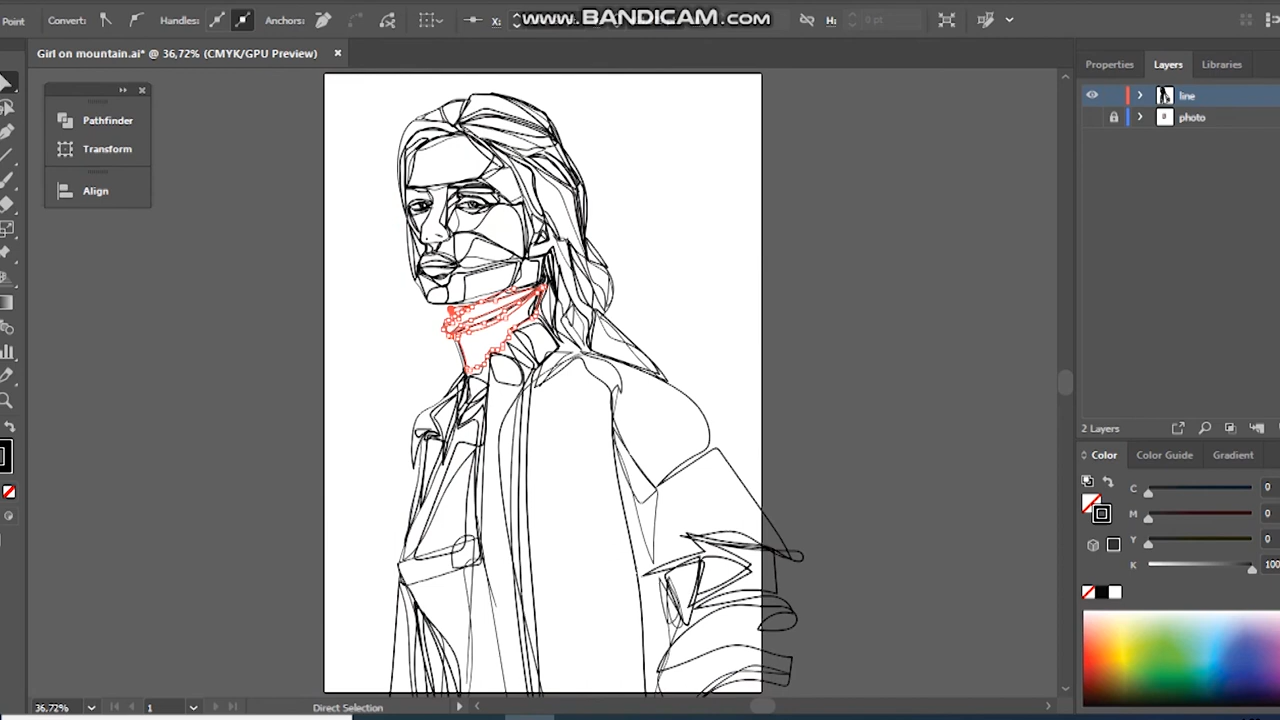 Point Convert: Handles: Anchors: X: www.BANDICAM.com H: 0 pt
Girl on mountain.ai* @ 36,72% (CMYK/GPU Preview)
Properties Layers Libraries
line
photo
Pathfinder
Transform
Align
2 Layers
Color Color Guide Gradient
C 0
M 0
Y 0
K 100
36,72% 1 Direct Selection